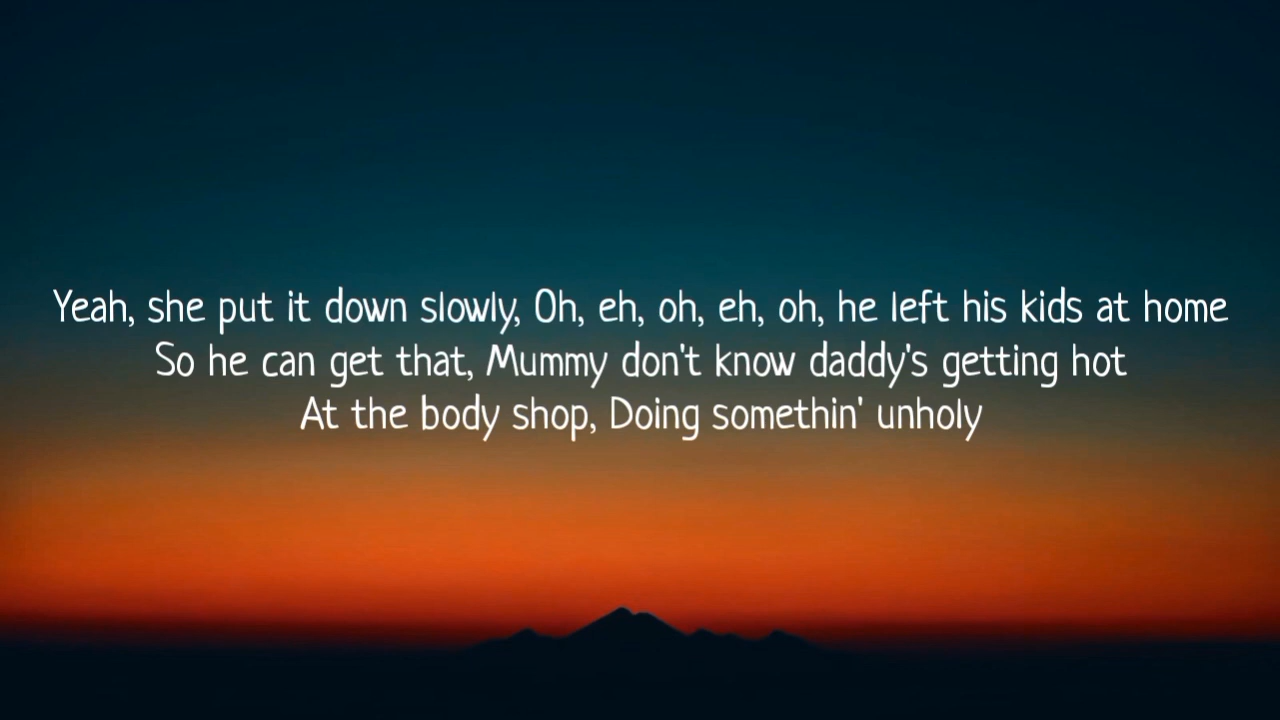 Yeah, she put it down slowly, Oh, eh, oh, eh, oh, he left his kids at home
So he can get that, Mummy don't know daddy's getting hot
At the body shop, Doing somethin' unholy